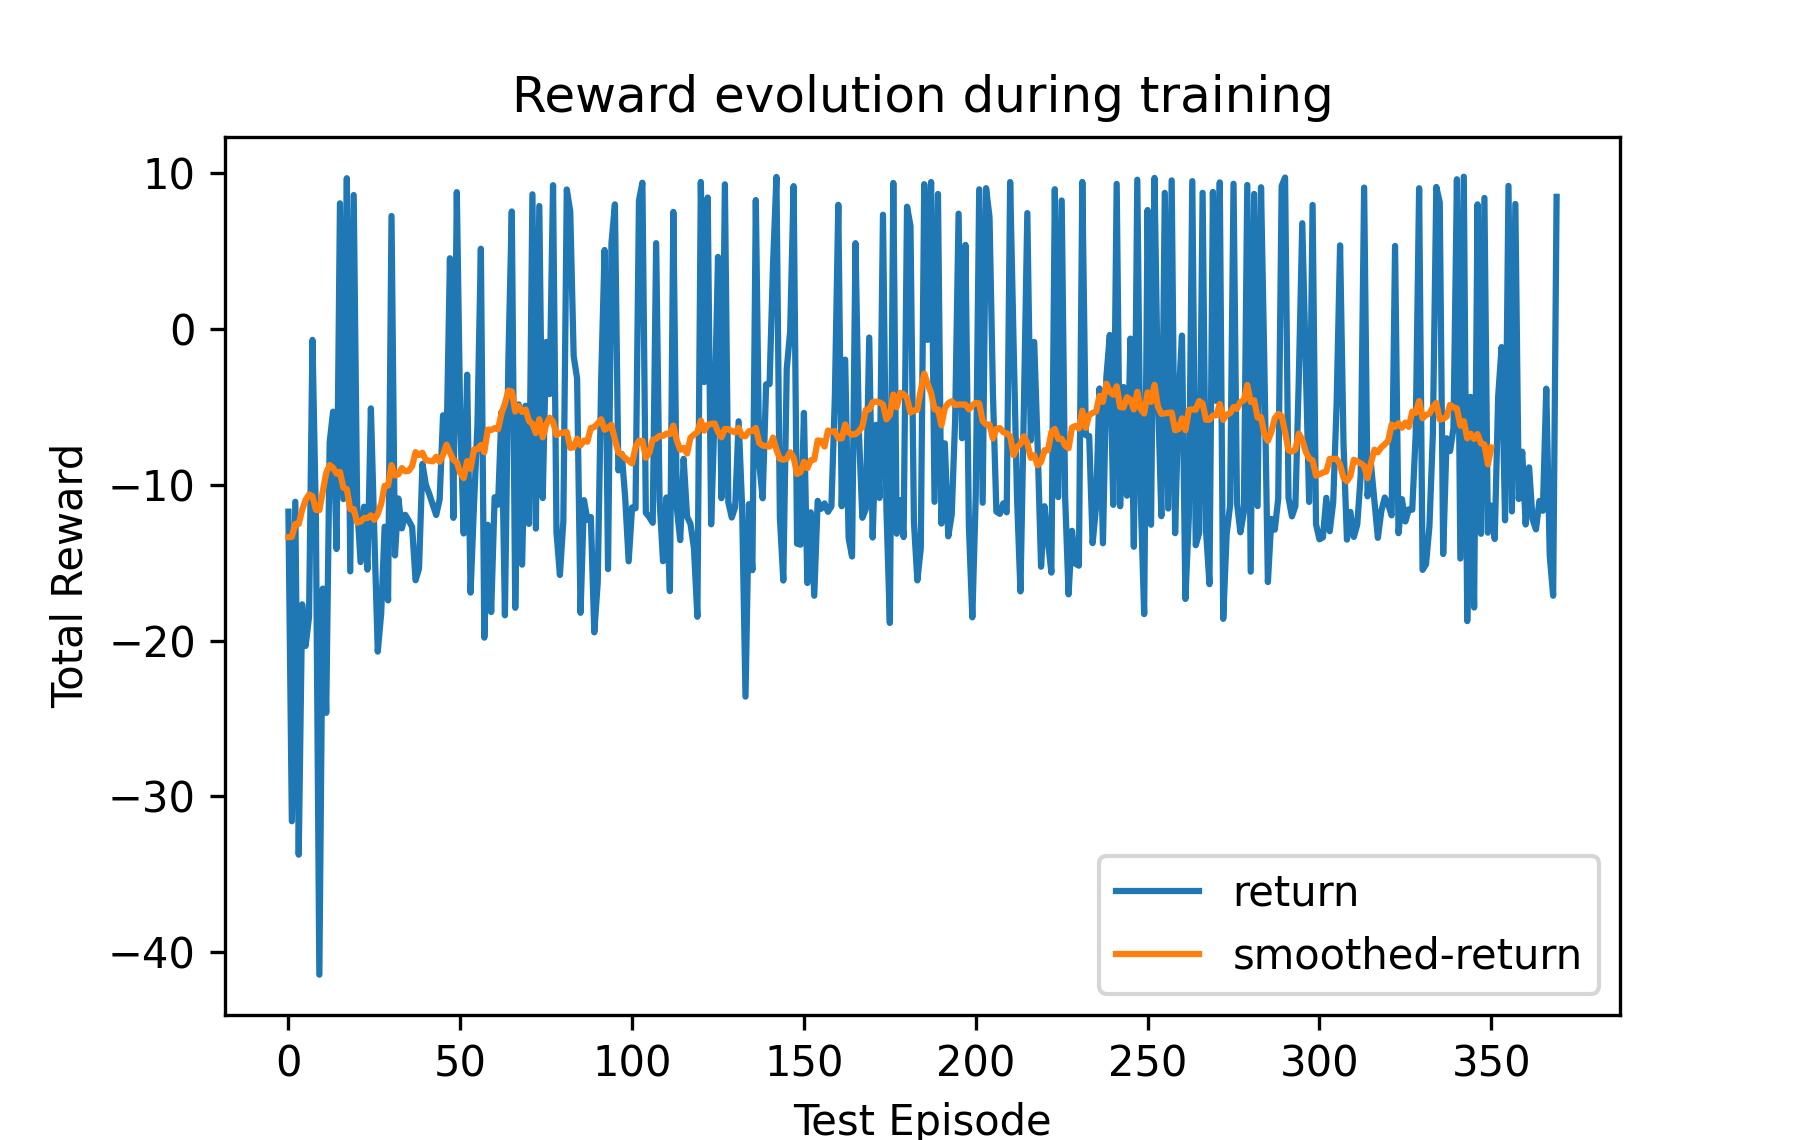 Reward evolution during training
Total Reward
10
0
−10
−20
−30
−40
return
smoothed-return
0 50 100 150 200 250 300 350
Test Episode